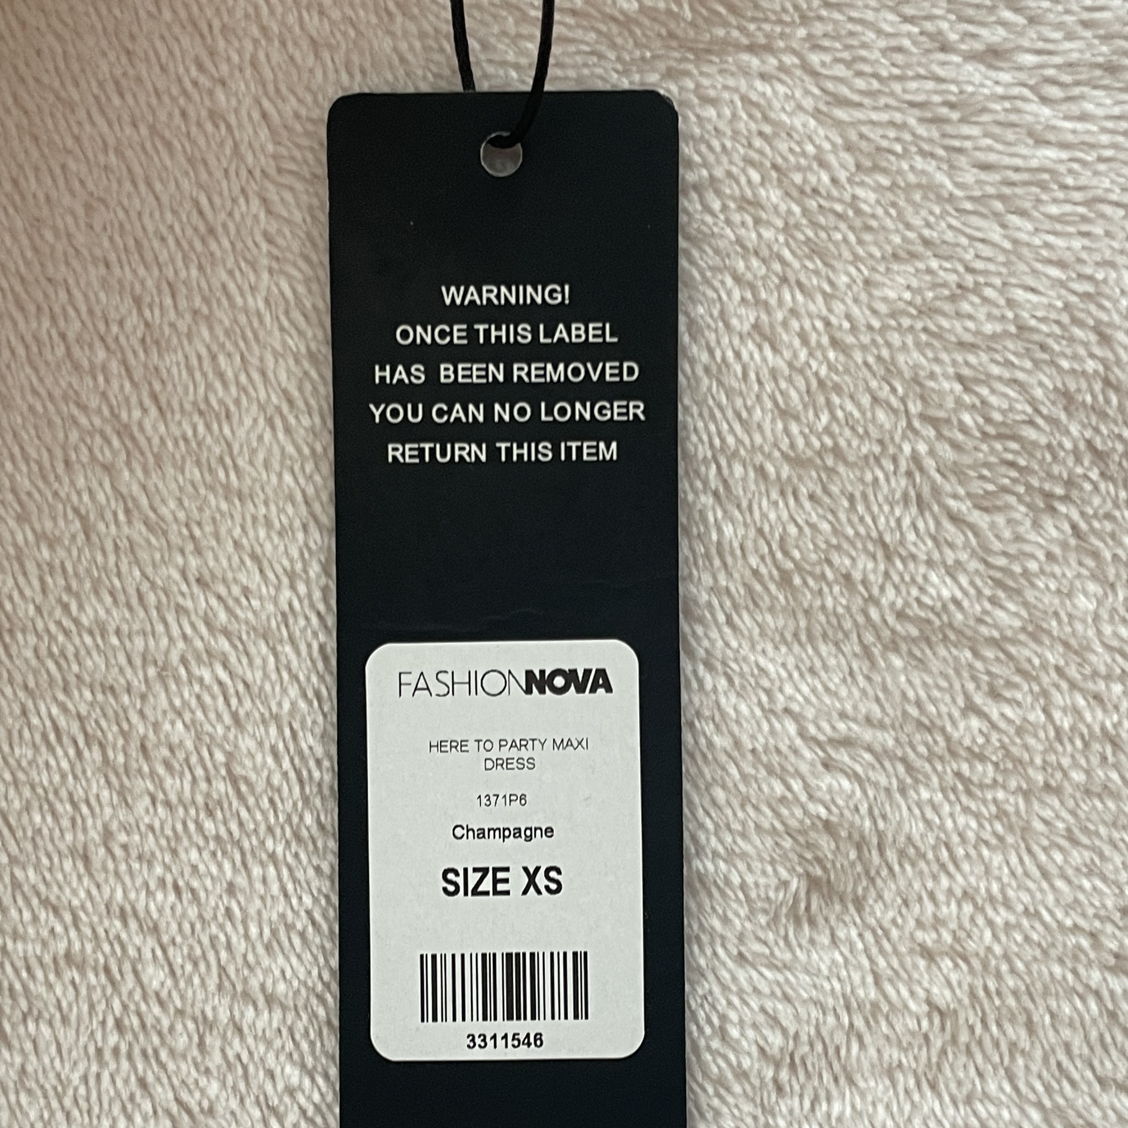 WARNING!
ONCE THIS LABEL
HAS BEEN REMOVED
YOU CAN NO LONGER
RETURN THIS ITEM
FASHIONNOVA
HERE TO PARTY MAXI
DRESS
1371P6
Champagne
SIZE XS
3311546